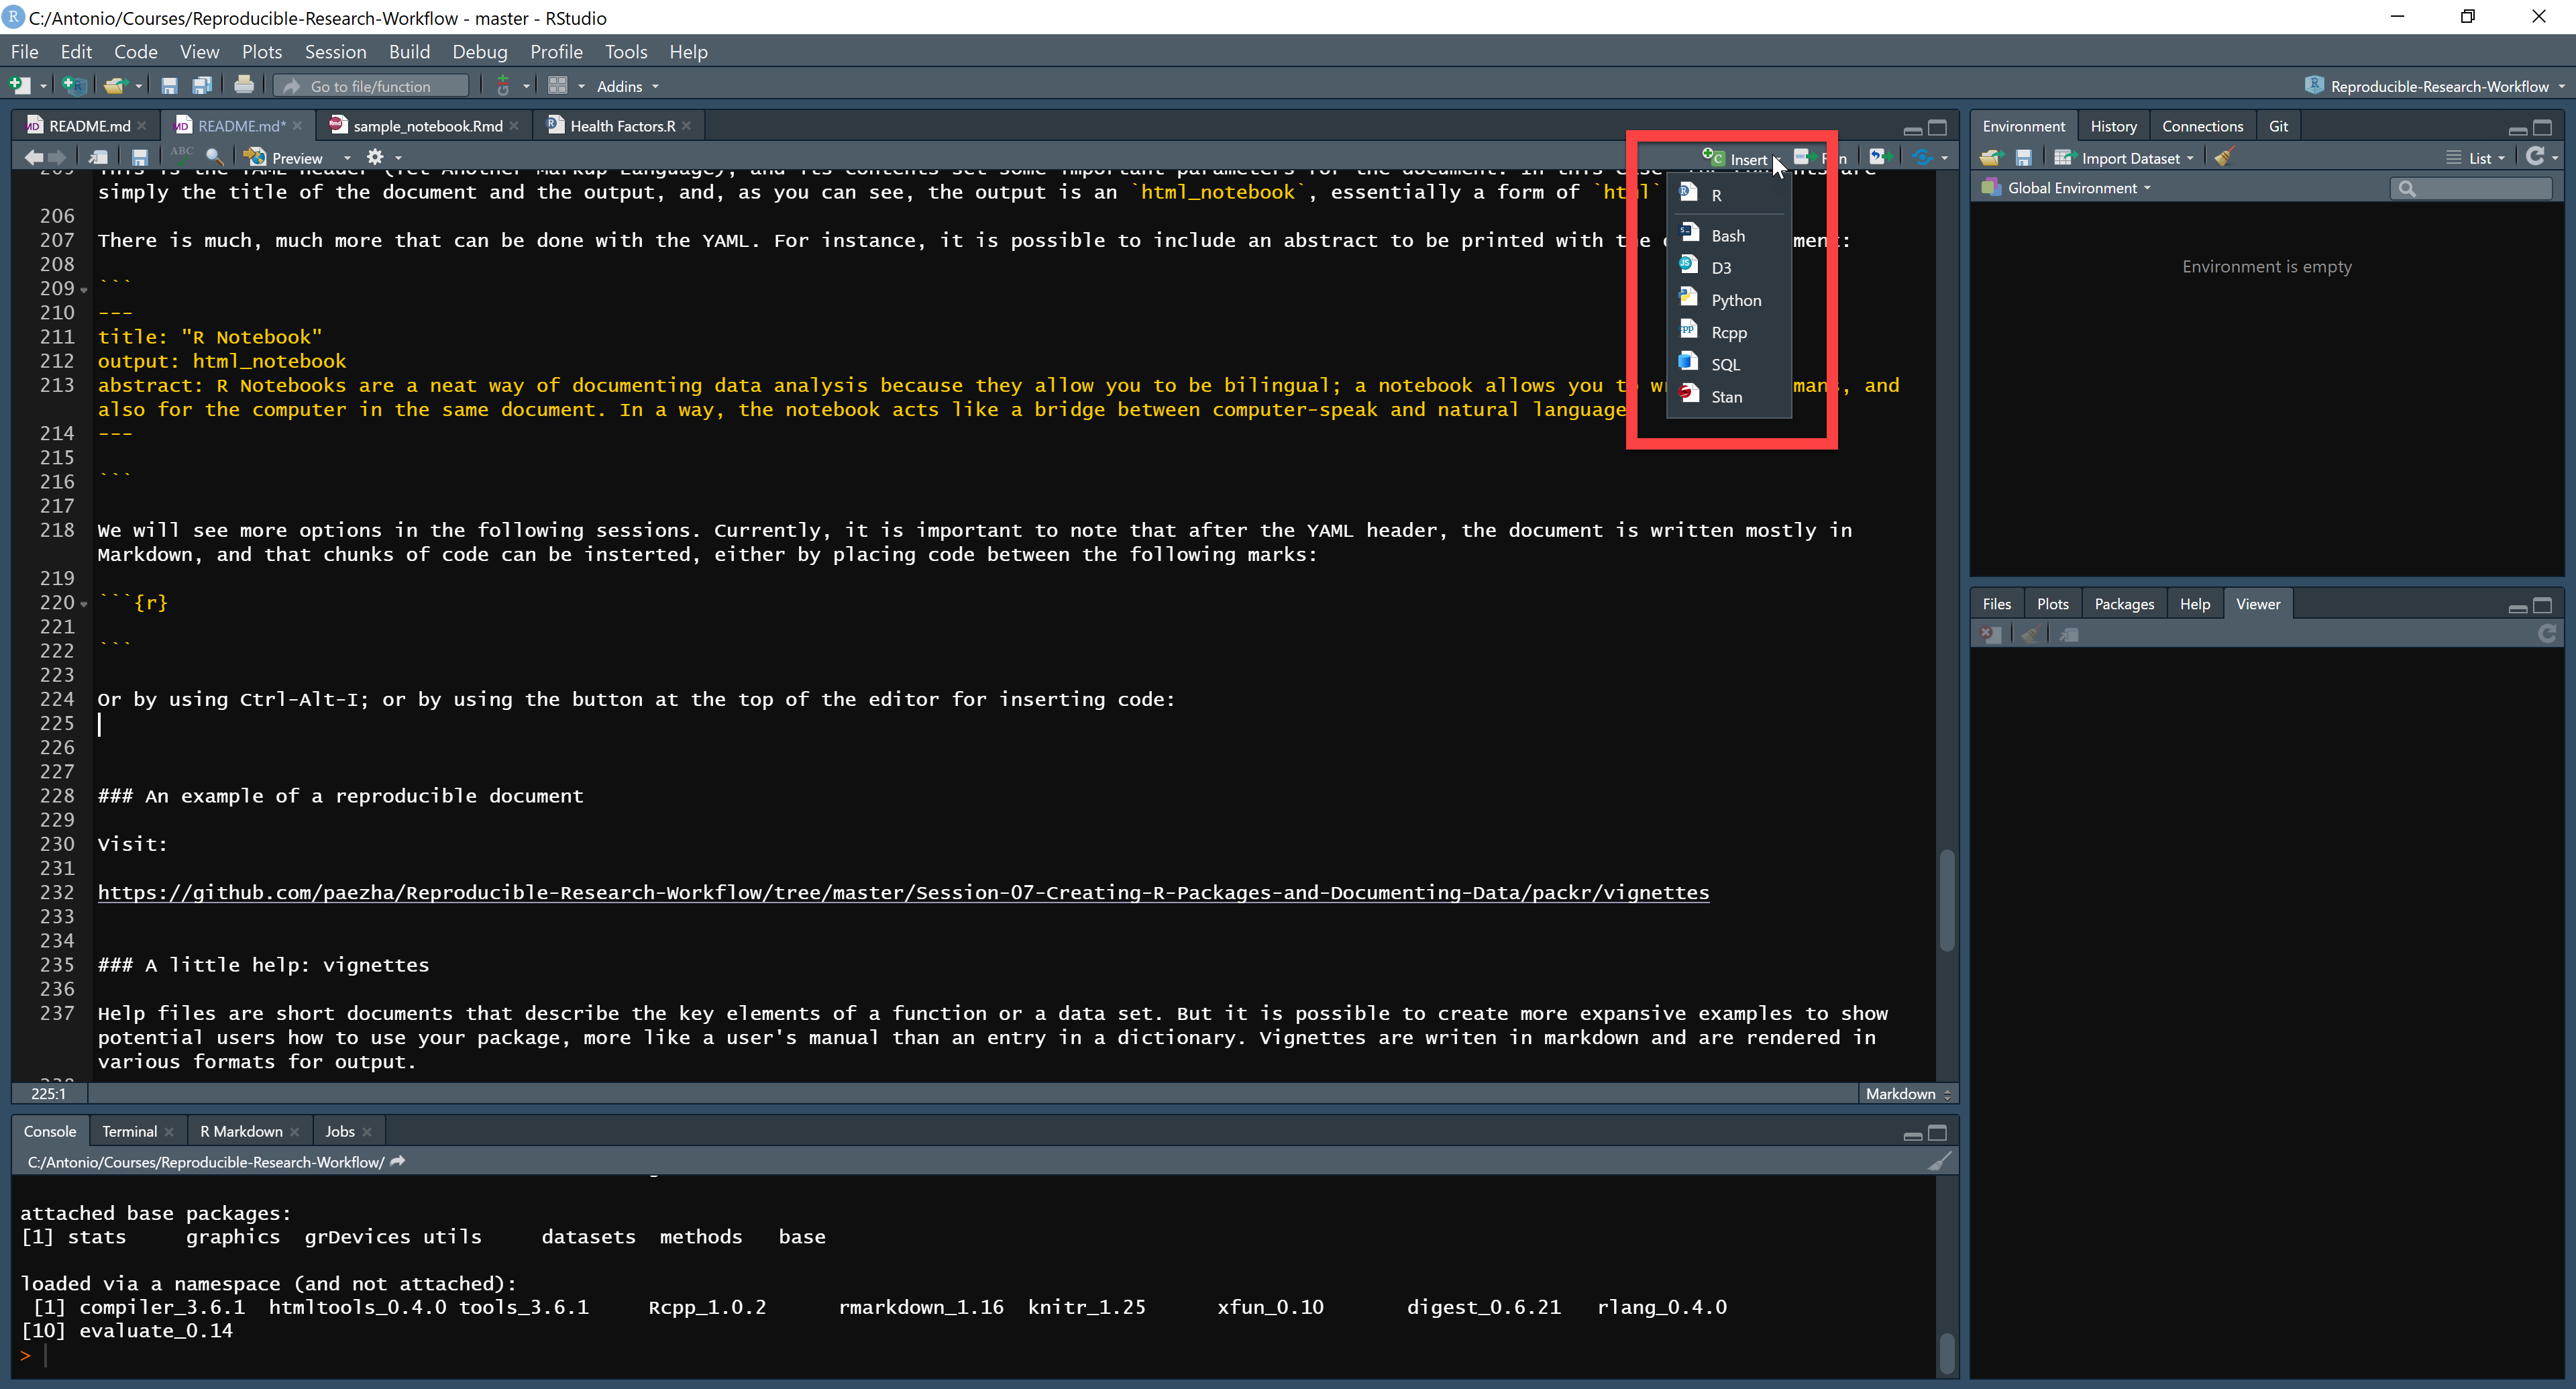 C:/Antonio/Courses/Reproducible-Research-Workflow - master - RStudio
File Edit Code View Plots Session Build Debug Profile Tools Help
Go to file/function Addins Reproducible-Research-Workflow
README.md README.md* sample_notebook.Rmd Health Factors.R
ABC Preview Insert
simply the title of the document and the output, and, as you can see, the output is an `html_notebook`, essentially a form of `html`
206
207 There is much, much more that can be done with the YAML. For instance, it is possible to include an abstract to be printed with
208
209 ```
210 ---
211 title: "R Notebook"
212 output: html_notebook
213 abstract: R Notebooks are a neat way of documenting data analysis because they allow you to be bilingual; a notebook allows you , and
also for the computer in the same document. In a way, the notebook acts like a bridge between computer-speak and natural language
214 ---
215
216 ```
217
218 We will see more options in the following sessions. Currently, it is important to note that after the YAML header, the document is written mostly in
Markdown, and that chunks of code can be insterted, either by placing code between the following marks:
219
220 ```{r}
221
222 ```
223
224 Or by using Ctrl-Alt-I; or by using the button at the top of the editor for inserting code:
225
226
227
228 ### An example of a reproducible document
229
230 Visit:
231
232 https://github.com/paezha/Reproducible-Research-Workflow/tree/master/Session-07-Creating-R-Packages-and-Documenting-Data/packr/vignettes
233
234
235 ### A little help: vignettes
236
237 Help files are short documents that describe the key elements of a function or a data set. But it is possible to create more expansive examples to show
potential users how to use your package, more like a user's manual than an entry in a dictionary. Vignettes are writen in markdown and are rendered in
various formats for output.
225:1 Markdown
R
Bash
D3
Python
Rcpp
SQL
Stan
Console Terminal R Markdown Jobs
C:/Antonio/Courses/Reproducible-Research-Workflow/
attached base packages:
[1] stats graphics grDevices utils datasets methods base
loaded via a namespace (and not attached):
[1] compiler_3.6.1 htmltools_0.4.0 tools_3.6.1 Rcpp_1.0.2 rmarkdown_1.16 knitr_1.25 xfun_0.10 digest_0.6.21 rlang_0.4.0
[10] evaluate_0.14
>
Environment History Connections Git
Import Dataset List
Global Environment
Environment is empty
Files Plots Packages Help Viewer